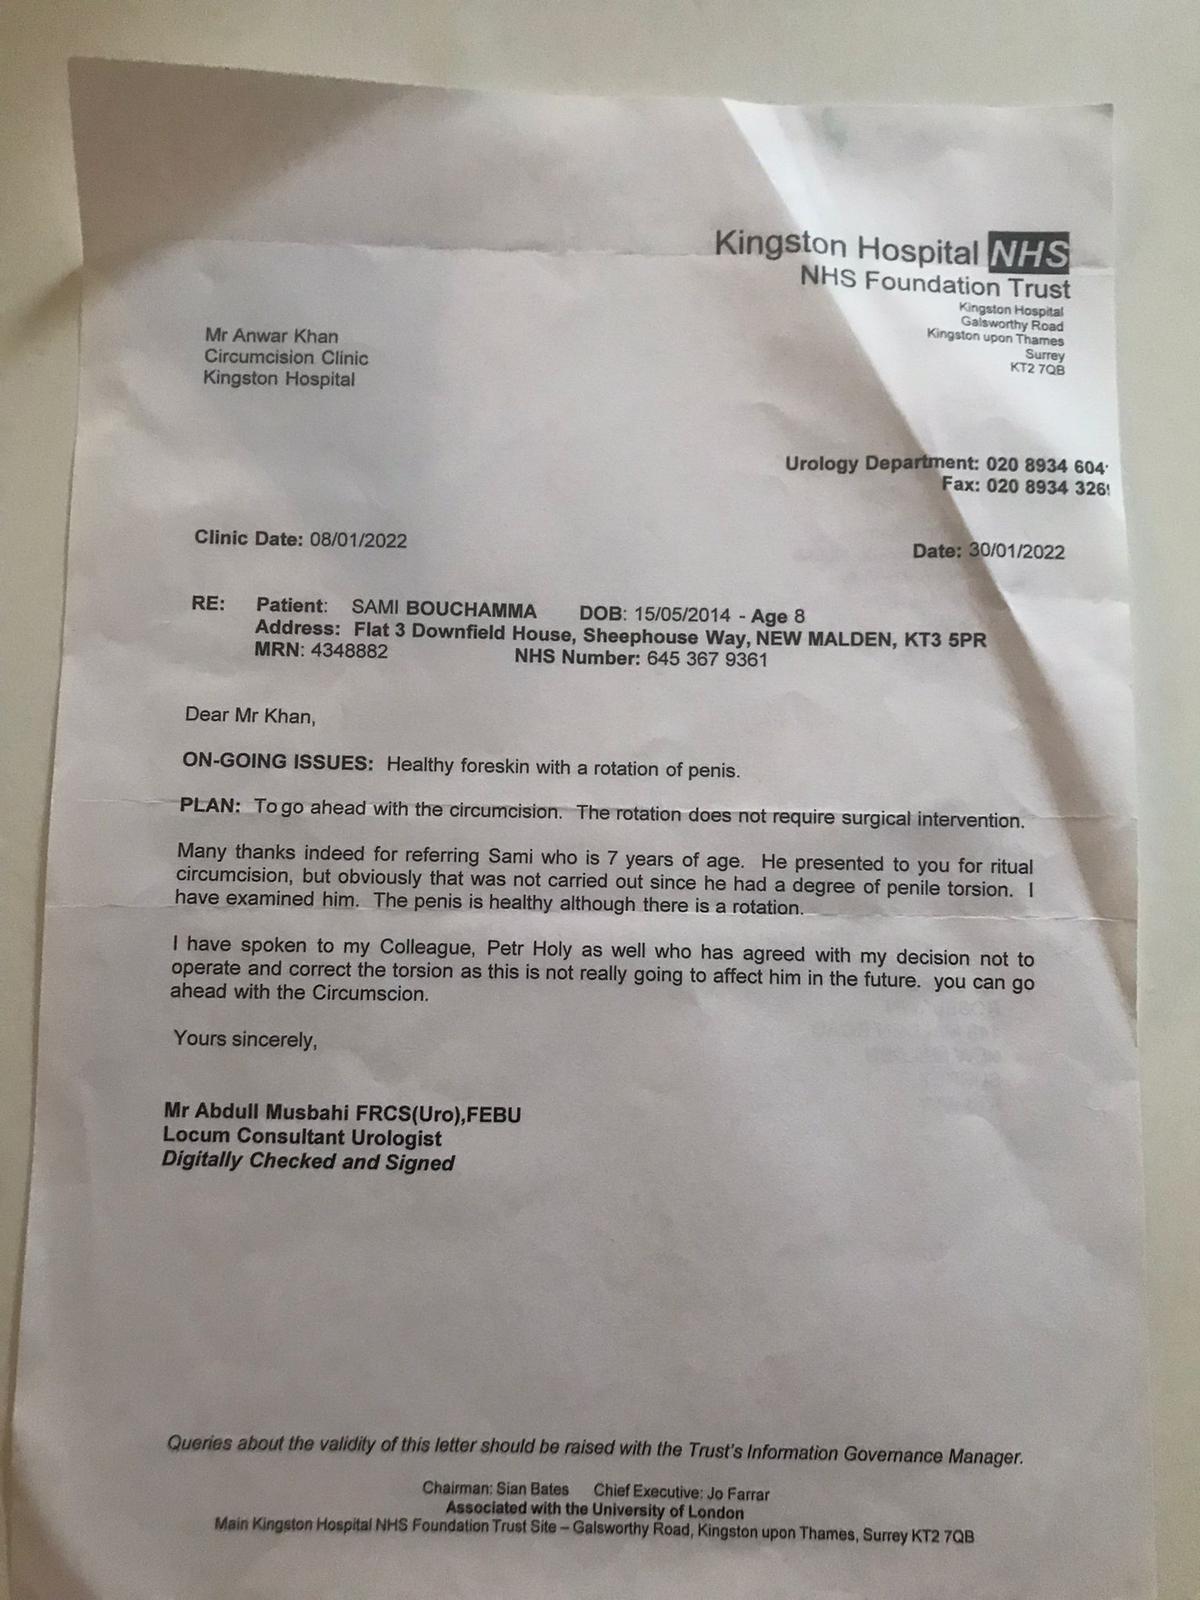 Kingston Hospital NHS
NHS Foundation Trust
Kingston Hospital
Galsworthy Road
Kingston upon Thames
Surrey
KT2 7QB
Mr Anwar Khan
Circumcision Clinic
Kingston Hospital
Urology Department: 020 8934 604
Fax: 020 8934 326
Clinic Date: 08/01/2022
Date: 30/01/2022
RE: Patient: SAMI BOUCHAMMA DOB: 15/05/2014 - Age 8
Address: Flat 3 Downfield House, Sheephouse Way, NEW MALDEN, KT3 5PR
MRN: 4348882 NHS Number: 645 367 9361
Dear Mr Khan,
ON-GOING ISSUES: Healthy foreskin with a rotation of penis.
PLAN: To go ahead with the circumcision. The rotation does not require surgical intervention.
Many thanks indeed for referring Sami who is 7 years of age. He presented to you for ritual
circumcision, but obviously that was not carried out since he had a degree of penile torsion. I
have examined him. The penis is healthy although there is a rotation.
I have spoken to my Colleague, Petr Holy as well who has agreed with my decision not to
operate and correct the torsion as this is not really going to affect him in the future. you can go
ahead with the Circumscion.
Yours sincerely,
Mr Abdull Musbahi FRCS(Uro),FEBU
Locum Consultant Urologist
Digitally Checked and Signed
Queries about the validity of this letter should be raised with the Trust's Information Governance Manager.
Chairman: Sian Bates Chief Executive: Jo Farrar
Associated with the University of London
Main Kingston Hospital NHS Foundation Trust Site – Galsworthy Road, Kingston upon Thames, Surrey KT2 7QB